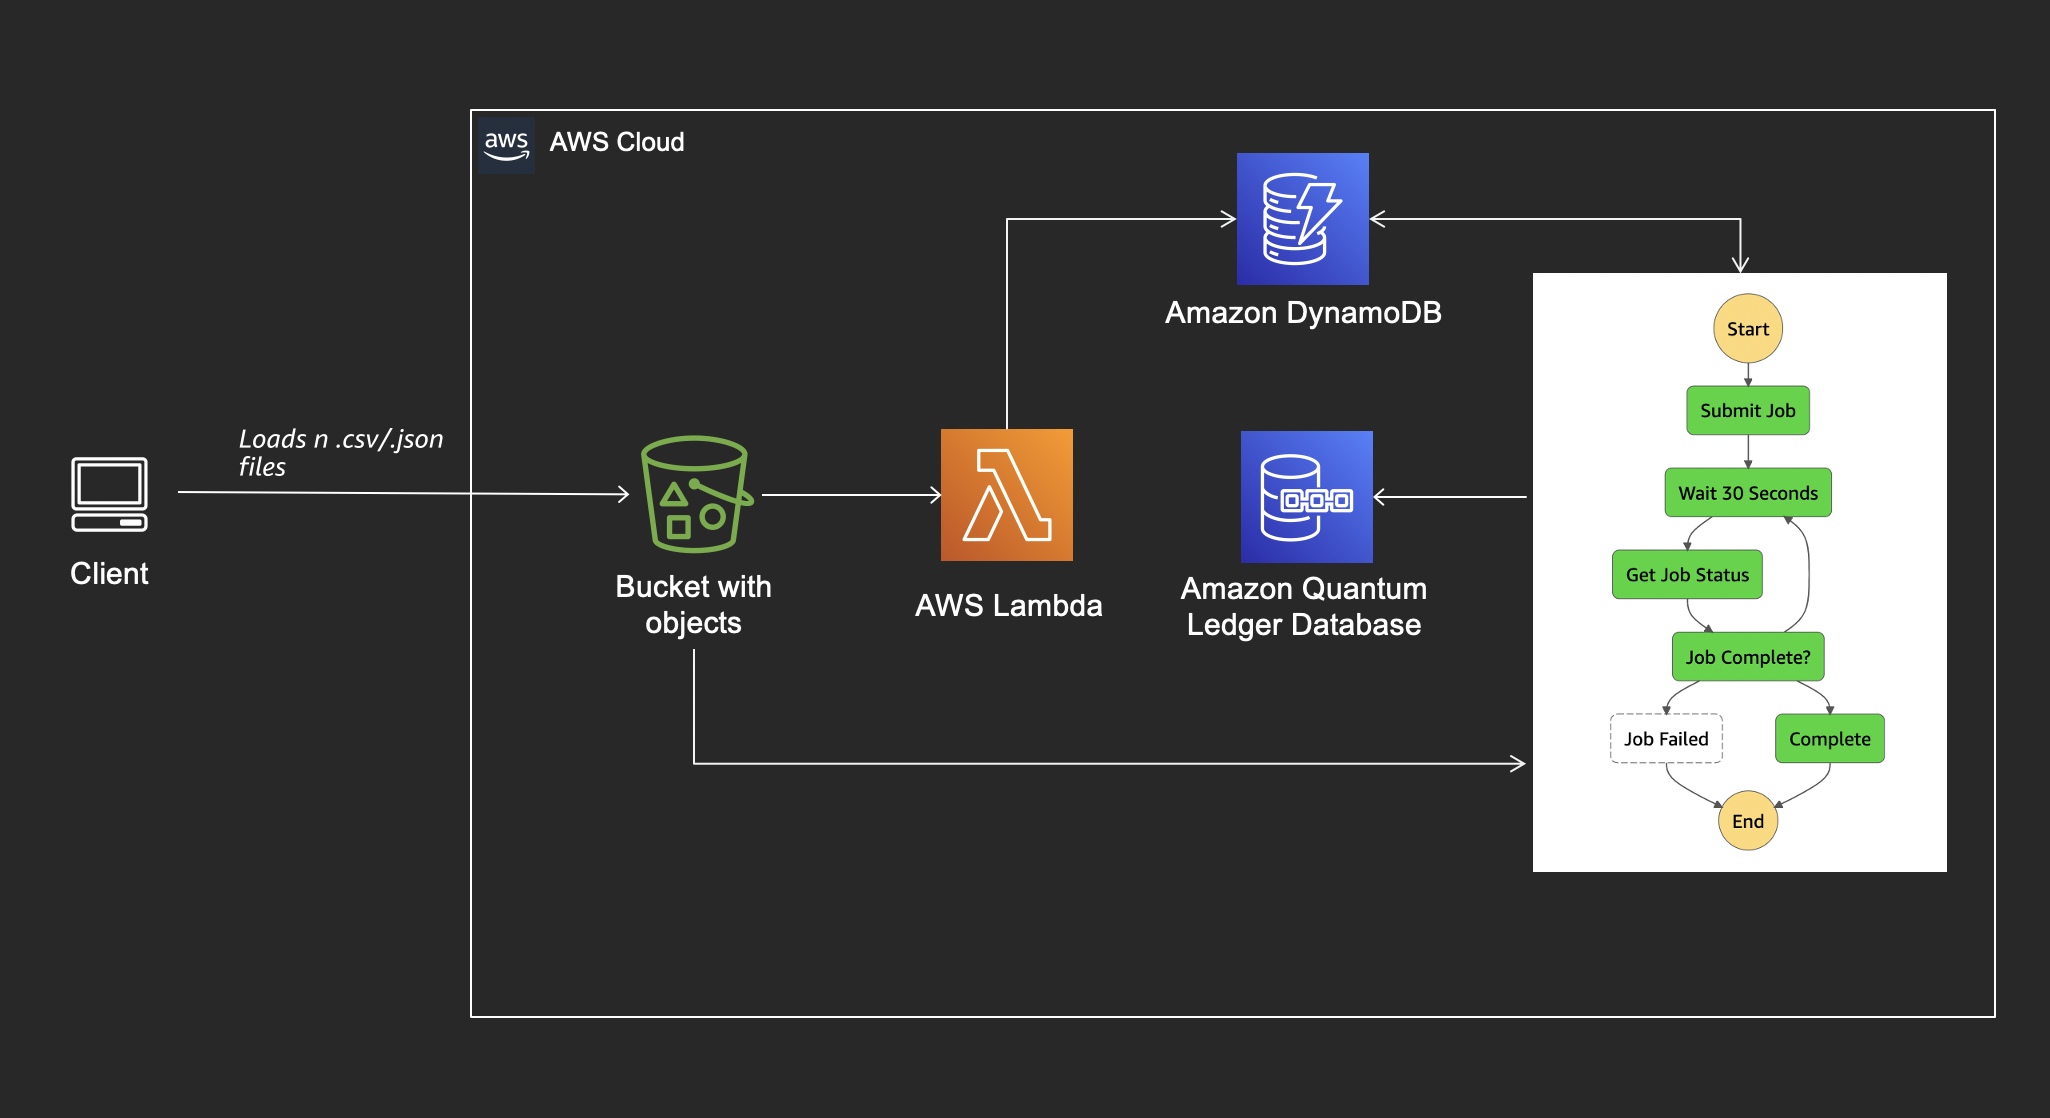 aws
AWS Cloud
Loads n .csv/.json
files
Client
Bucket with
objects
AWS Lambda
Amazon DynamoDB
Amazon Quantum
Ledger Database
Start
Submit Job
Wait 30 Seconds
Get Job Status
Job Complete?
Job Failed
Complete
End